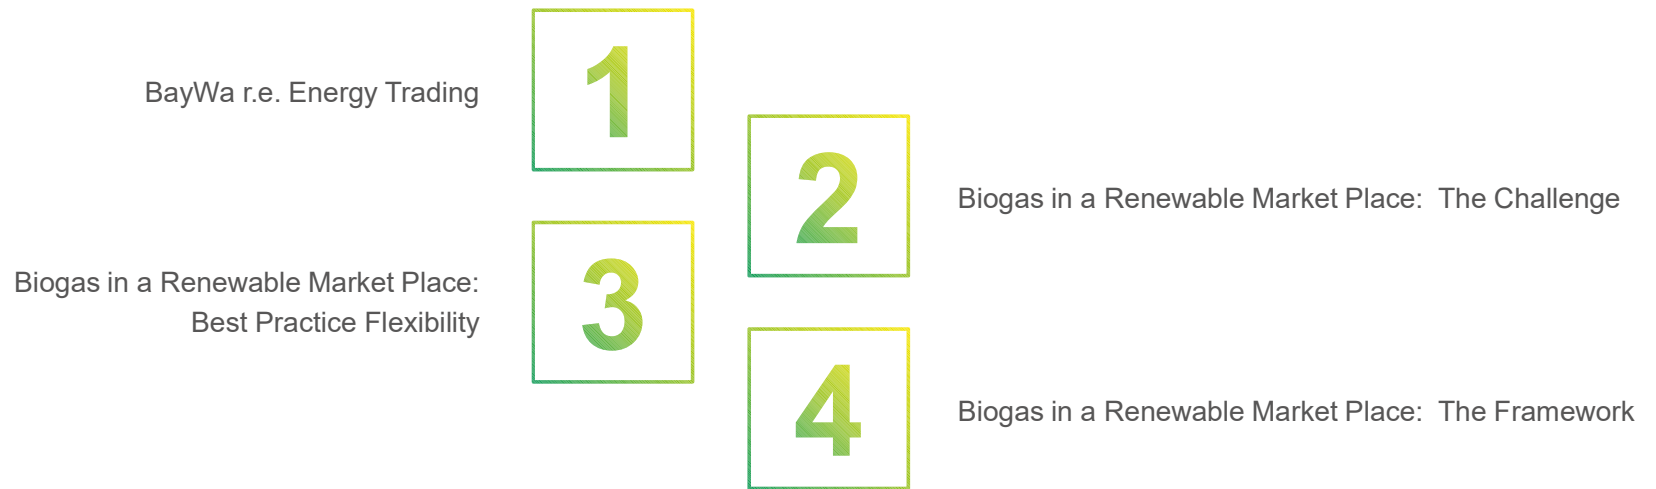 1
BayWa r.e. Energy Trading
2
Biogas in a Renewable Market Place:  The Challenge
3
Biogas in a Renewable Market Place:
Best Practice Flexibility
4
Biogas in a Renewable Market Place:  The Framework